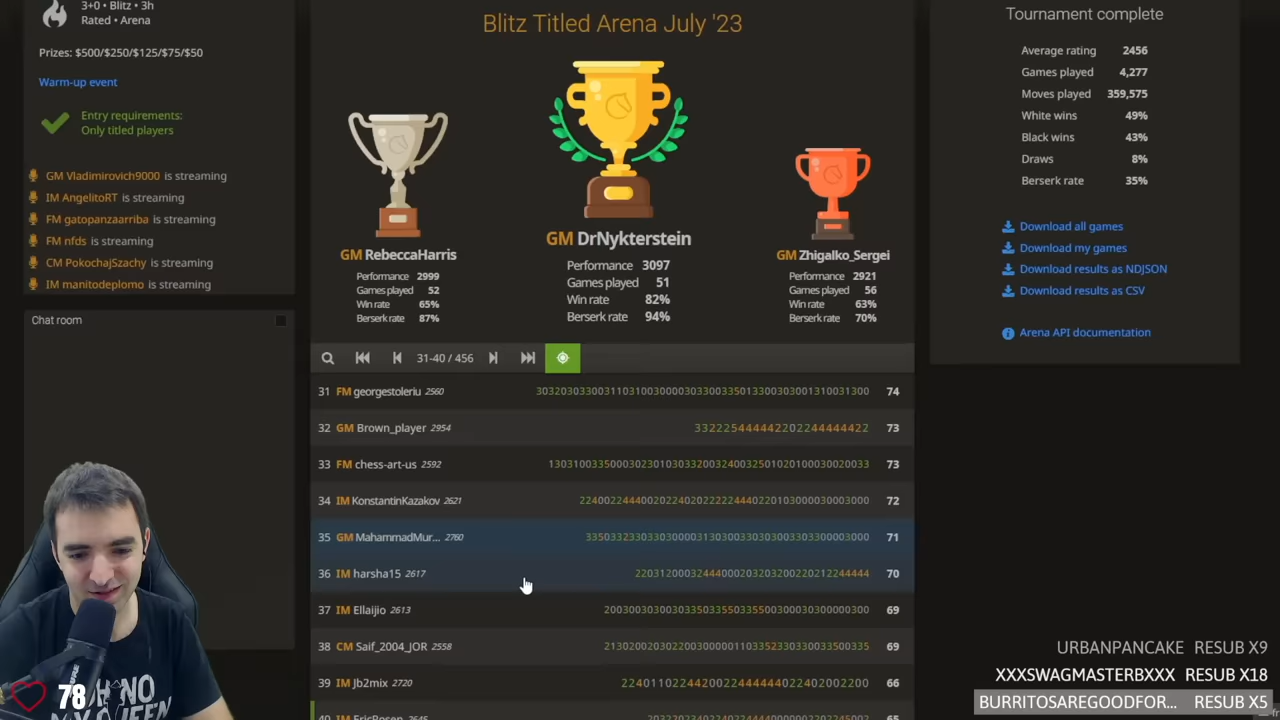 3+0 • Blitz • 3h
Rated • Arena
Prizes: $500/$250/$125/$75/$50
Warm-up event
Entry requirements:
Only titled players
GM Vladimirovich9000 is streaming
IM AngelitoRT is streaming
FM gatopanzaarriba is streaming
FM nfds is streaming
CM PokochajSzachy is streaming
IM manitodeplomo is streaming
Chat room
Blitz Titled Arena July '23
GM RebeccaHarris
Performance 2999
Games played 52
Win rate 65%
Berserk rate 87%
GM DrNykterstein
Performance 3097
Games played 51
Win rate 82%
Berserk rate 94%
GM Zhigalko_Sergei
Performance 2921
Games played 56
Win rate 63%
Berserk rate 70%
31-40 / 456
31 FM georgestoleriu 2560 74
32 GM Brown_player 2954 3322254444422022444444422 73
33 FM chess-art-us 2592 73
34 IM KonstantinKazakov 2621 72
35 GM MahammadMur... 2760 71
36 IM harsha15 2617 70
37 IM Ellaijio 2613 69
38 CM Saif_2004_JOR 2558 69
39 IM Jb2mix 2720 66
40 IM EricRosen 2645 65
Tournament complete
Average rating 2456
Games played 4,277
Moves played 359,575
White wins 49%
Black wins 43%
Draws 8%
Berserk rate 35%
Download all games
Download my games
Download results as NDJSON
Download results as CSV
Arena API documentation
OH NO
MY QUEEN
78
URBANPANCAKE RESUB X9
XXXSWAGMASTERBXXX RESUB X18
BURRITOSAREGOODFOR... RESUB X5